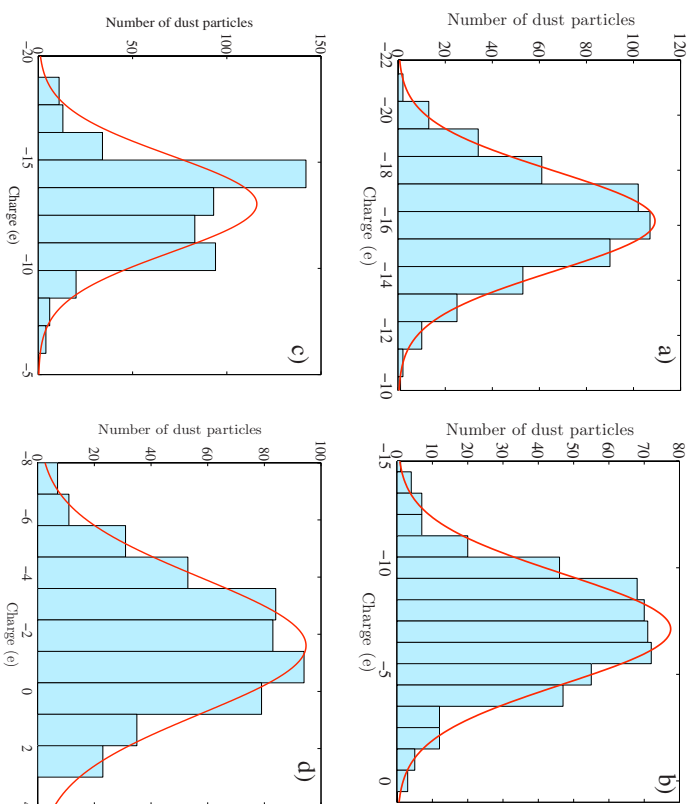 Number of dust particles
120
100
80
60
40
20
0
−22 −20 −18 −16 −14 −12 −10
Charge (e)
a)
Number of dust particles
80
70
60
50
40
30
20
10
0
−15 −10 −5 0
Charge (e)
b)
Number of dust particles
150
100
50
0
−20 −15 −10 −5
Charge (e)
c)
Number of dust particles
100
80
60
40
20
0
−8 −6 −4 −2 0 2
Charge (e)
d)